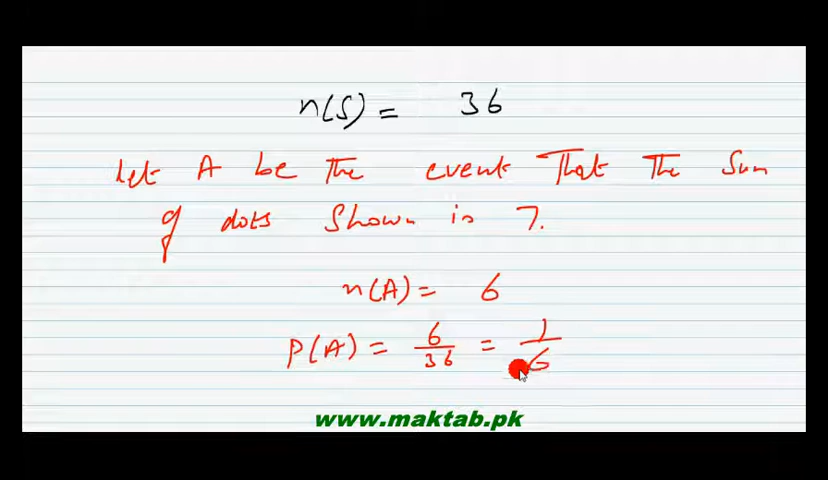 n(S) = 36
Let A be the event that the sum
of dots shown is 7.
n(A) = 6
P(A) = 6/36 = 1/6
www.maktab.pk